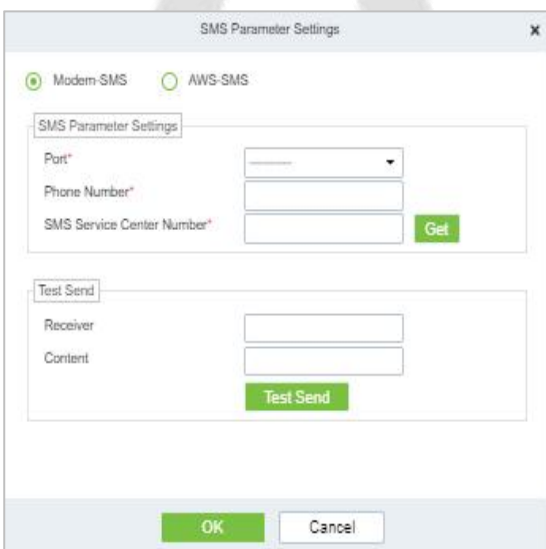 SMS Parameter Settings x
Modem-SMS AWS-SMS
SMS Parameter Settings
Port* ----------
Phone Number*
SMS Service Center Number* Get
Test Send
Receiver
Content
Test Send
OK Cancel